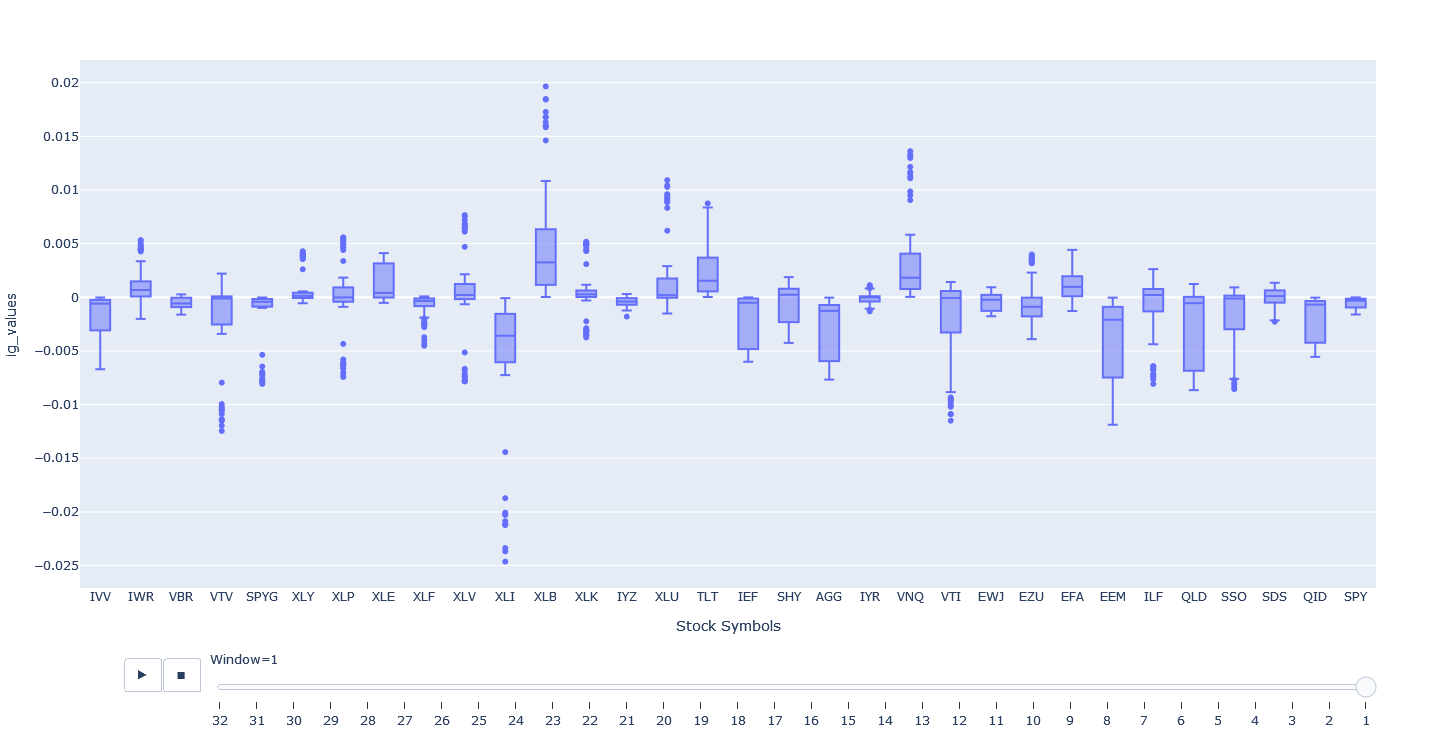 0.02
0.015
0.01
0.005
0
−0.005
−0.01
−0.015
−0.02
−0.025
ig_values
IVV IWR VBR VTV SPYG XLY XLP XLE XLF XLV XLI XLB XLK IYZ XLU TLT IEF SHY AGG IYR VNQ VTI EWJ EZU EFA EEM ILF QLD SSO SDS QID SPY
Stock Symbols
Window=1
32 31 30 29 28 27 26 25 24 23 22 21 20 19 18 17 16 15 14 13 12 11 10 9 8 7 6 5 4 3 2 1